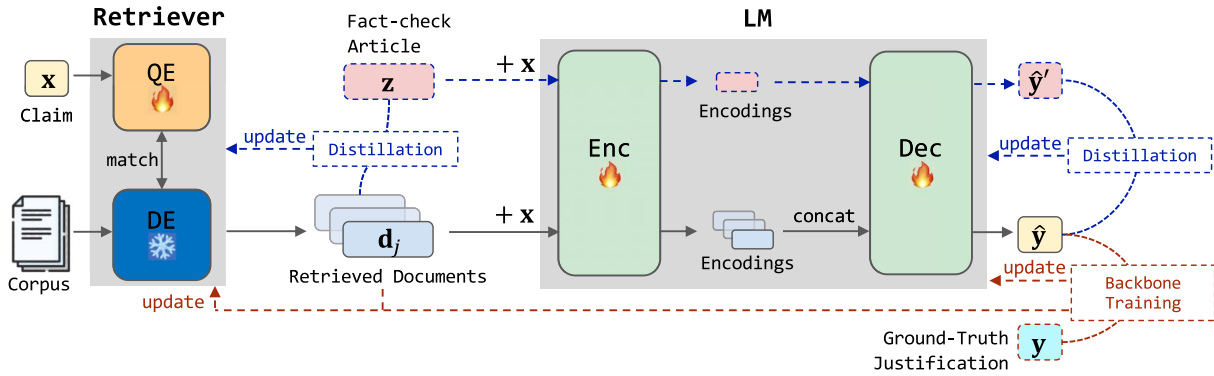 Retriever
LM
Fact-check
Article
x
Claim
QE
z
+ x
Encodings
ŷ′
update
Distillation
match
Enc
Dec
update
Distillation
Corpus
DE
d_j
Retrieved Documents
+ x
Encodings
concat
ŷ
update
update
Backbone
Training
Ground-Truth
Justification
y